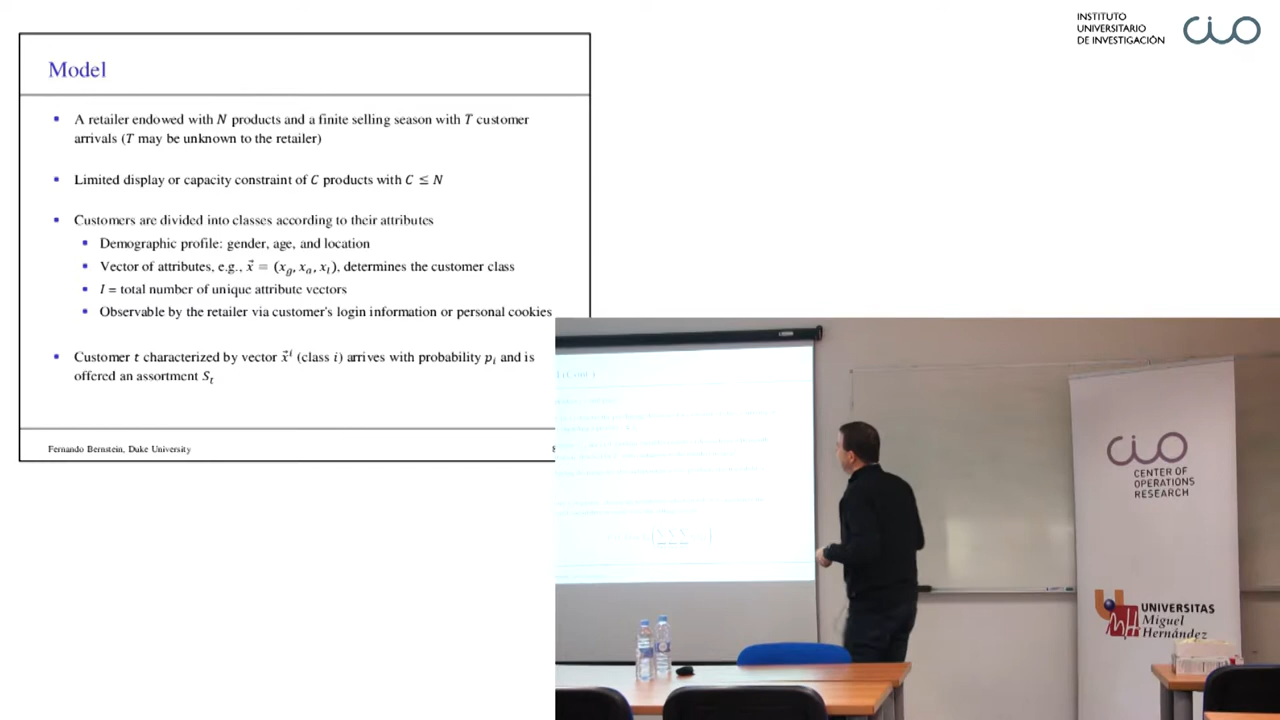 INSTITUTO
UNIVERSITARIO
DE INVESTIGACIÓN
CIO
Model
▪ A retailer endowed with N products and a finite selling season with T customer
arrivals (T may be unknown to the retailer)
▪ Limited display or capacity constraint of C products with C ≤ N
▪ Customers are divided into classes according to their attributes
▪ Demographic profile: gender, age, and location
▪ Vector of attributes, e.g., x⃗ = (x_g, x_a, x_l), determines the customer class
▪ I = total number of unique attribute vectors
▪ Observable by the retailer via customer's login information or personal cookies
▪ Customer t characterized by vector x⃗^i (class i) arrives with probability p_i and is
offered an assortment S_t
Fernando Bernstein, Duke University
CIO
CENTER OF
OPERATIONS
RESEARCH
UNIVERSITAS
Miguel
Hernández